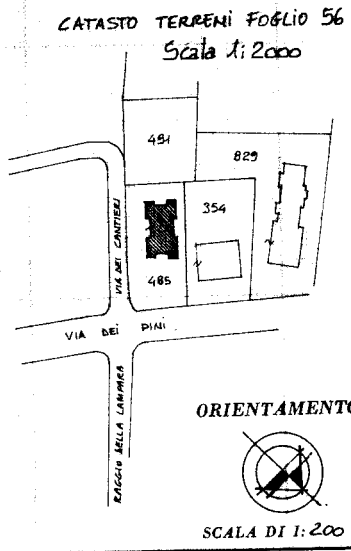 CATASTO TERRENI FOGLIO 56
Scala 1:2000
491
829
354
VIA DEI CANTIERI
485
VIA DEI PINI
RAGGIO DELLA LAMPARA
ORIENTAMENTO
SCALA DI 1:200